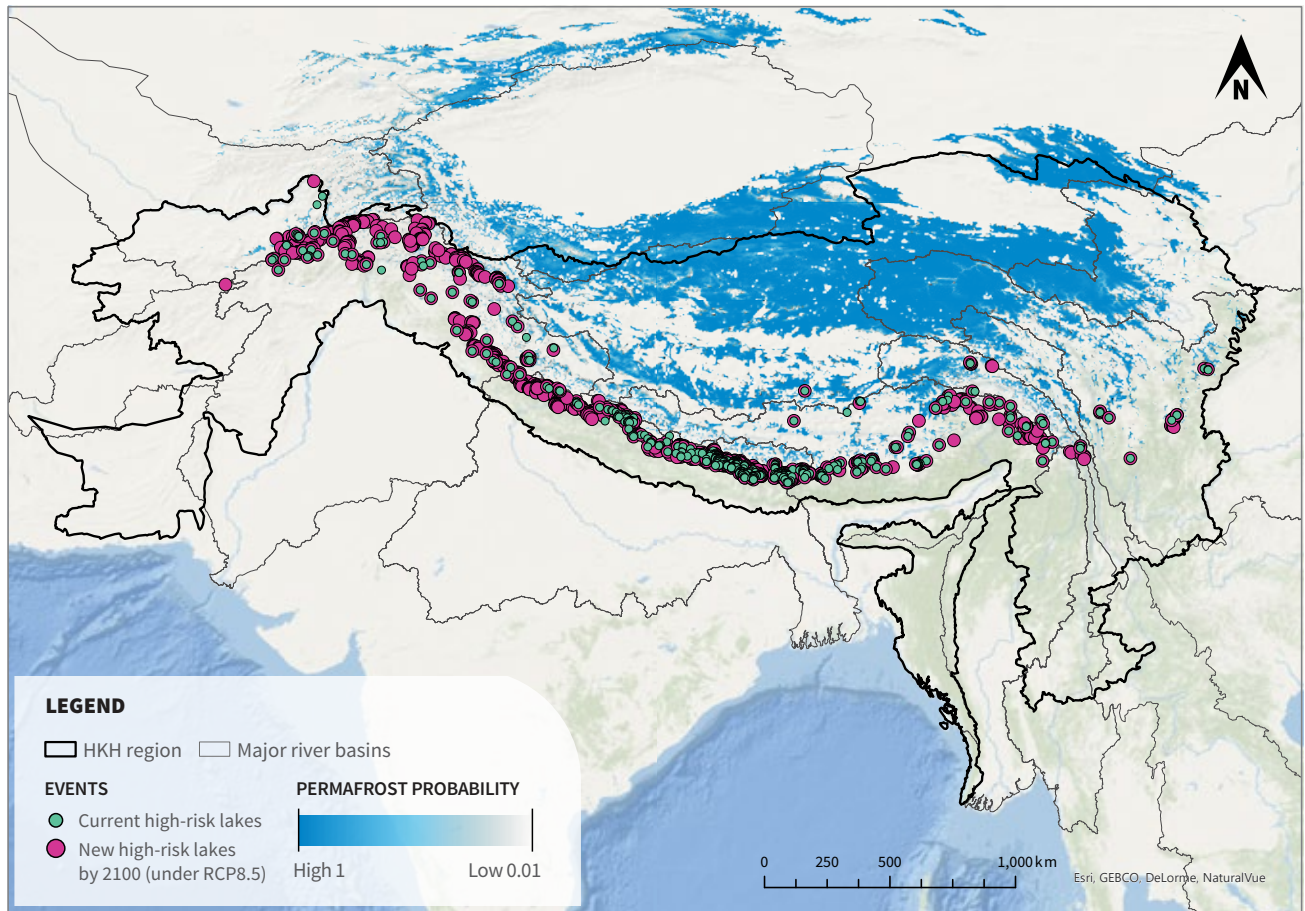 N
LEGEND
HKH region
Major river basins
EVENTS
PERMAFROST PROBABILITY
Current high-risk lakes
New high-risk lakes
by 2100 (under RCP8.5)
High 1
Low 0.01
0 250 500 1,000 km
Esri, GEBCO, DeLorme, NaturalVue